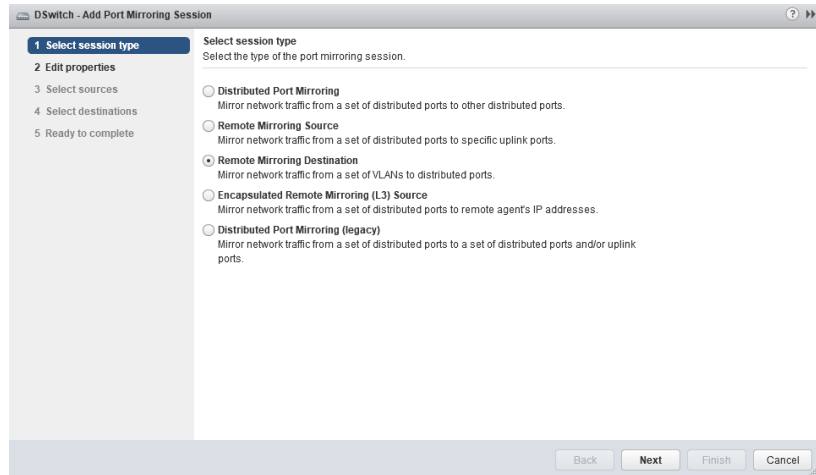 DSwitch - Add Port Mirroring Session
?
1 Select session type
2 Edit properties
3 Select sources
4 Select destinations
5 Ready to complete
Select session type
Select the type of the port mirroring session.
Distributed Port Mirroring
Mirror network traffic from a set of distributed ports to other distributed ports.
Remote Mirroring Source
Mirror network traffic from a set of distributed ports to specific uplink ports.
Remote Mirroring Destination
Mirror network traffic from a set of VLANs to distributed ports.
Encapsulated Remote Mirroring (L3) Source
Mirror network traffic from a set of distributed ports to remote agent's IP addresses.
Distributed Port Mirroring (legacy)
Mirror network traffic from a set of distributed ports to a set of distributed ports and/or uplink
ports.
Back Next Finish Cancel